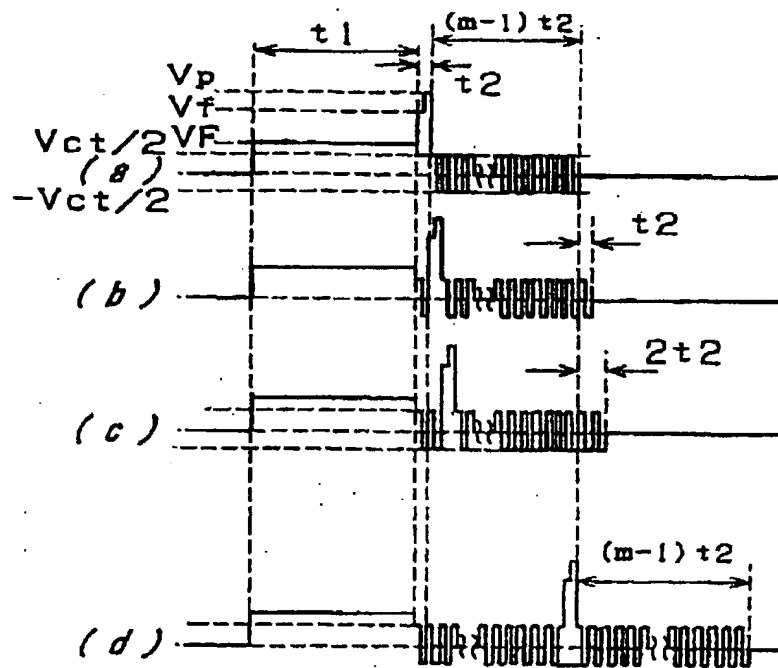 t1
(m-1) t2
Vp
t2
Vf
Vct/2 VF
(a)
-Vct/2
t2
(b)
2t2
(c)
(m-1) t2
(d)